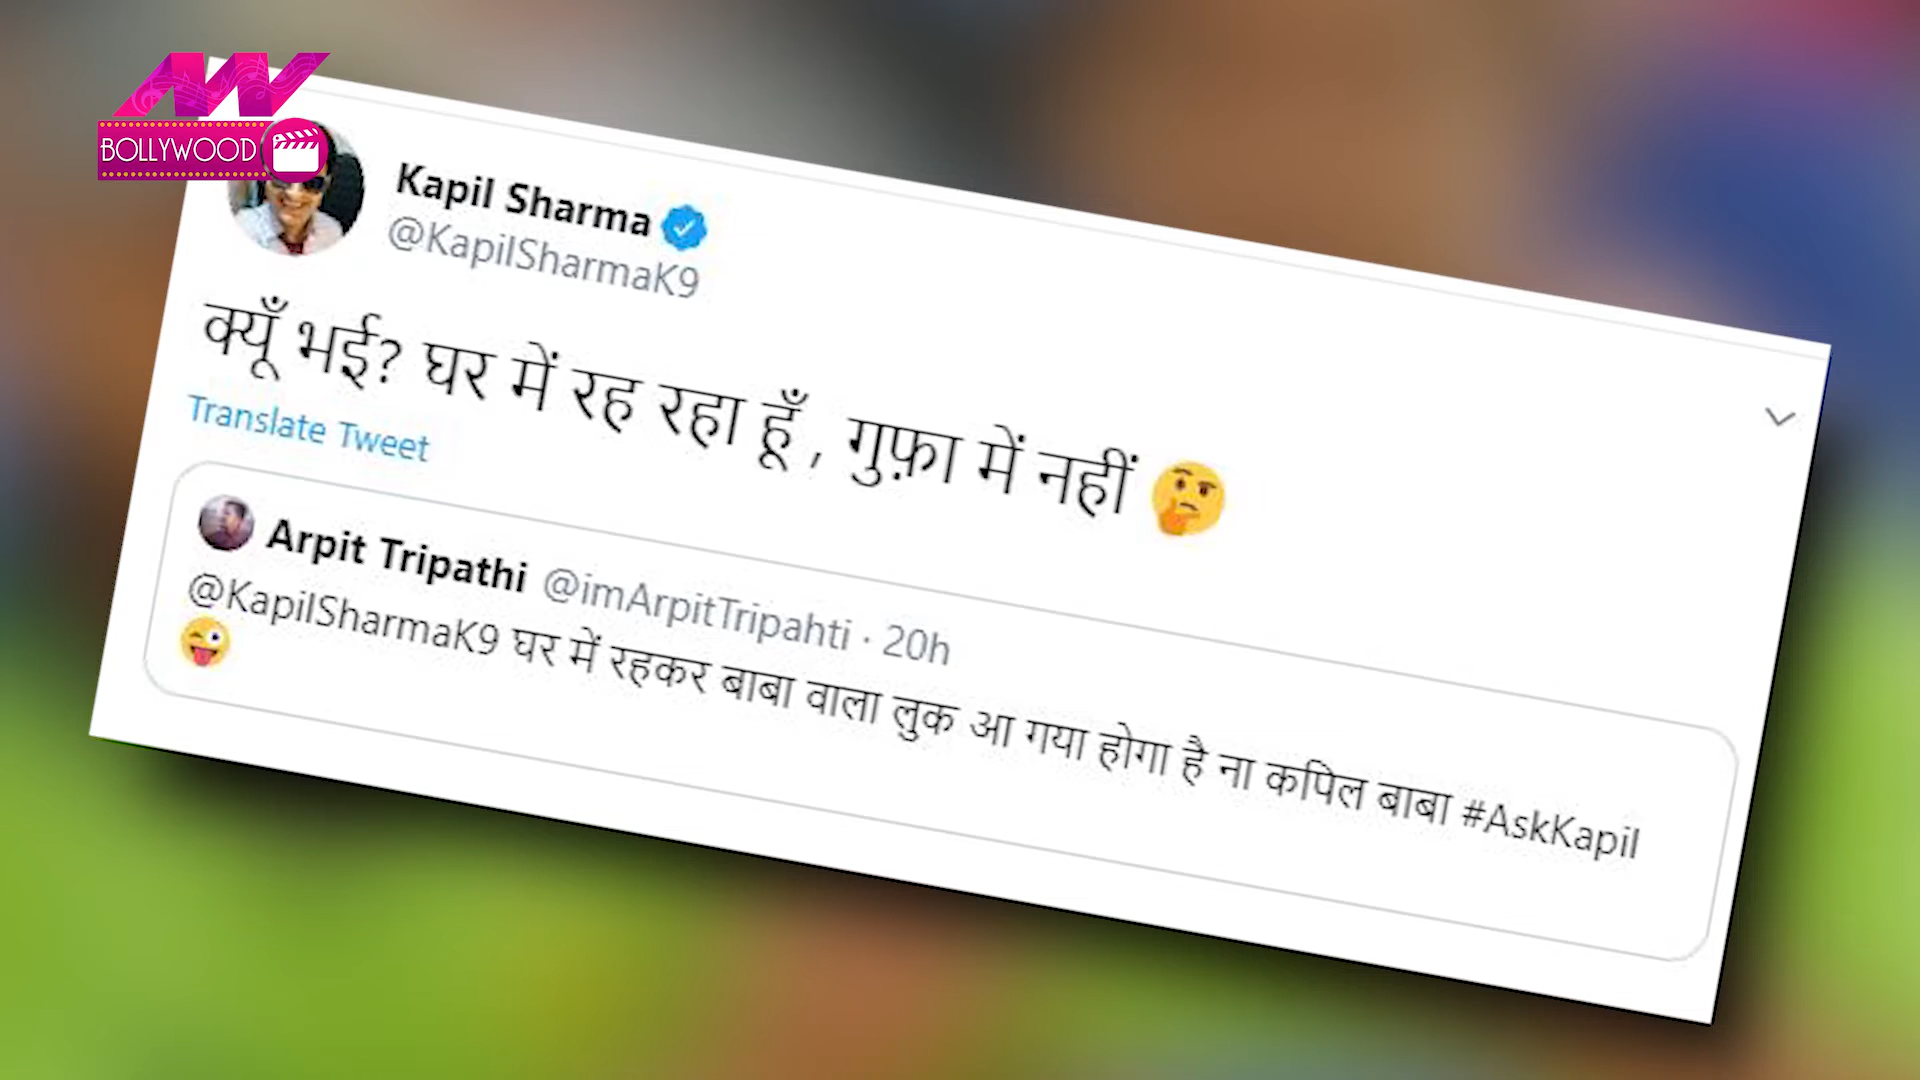 NN
BOLLYWOOD
Kapil Sharma
@KapilSharmaK9
क्यूँ भई? घर में रह रहा हूँ , गुफ़ा में नहीं 🤔
Translate Tweet
Arpit Tripathi @imArpitTripahti · 20h
@KapilSharmaK9 घर में रहकर बाबा वाला लुक आ गया होगा है ना कपिल बाबा #AskKapil
😜